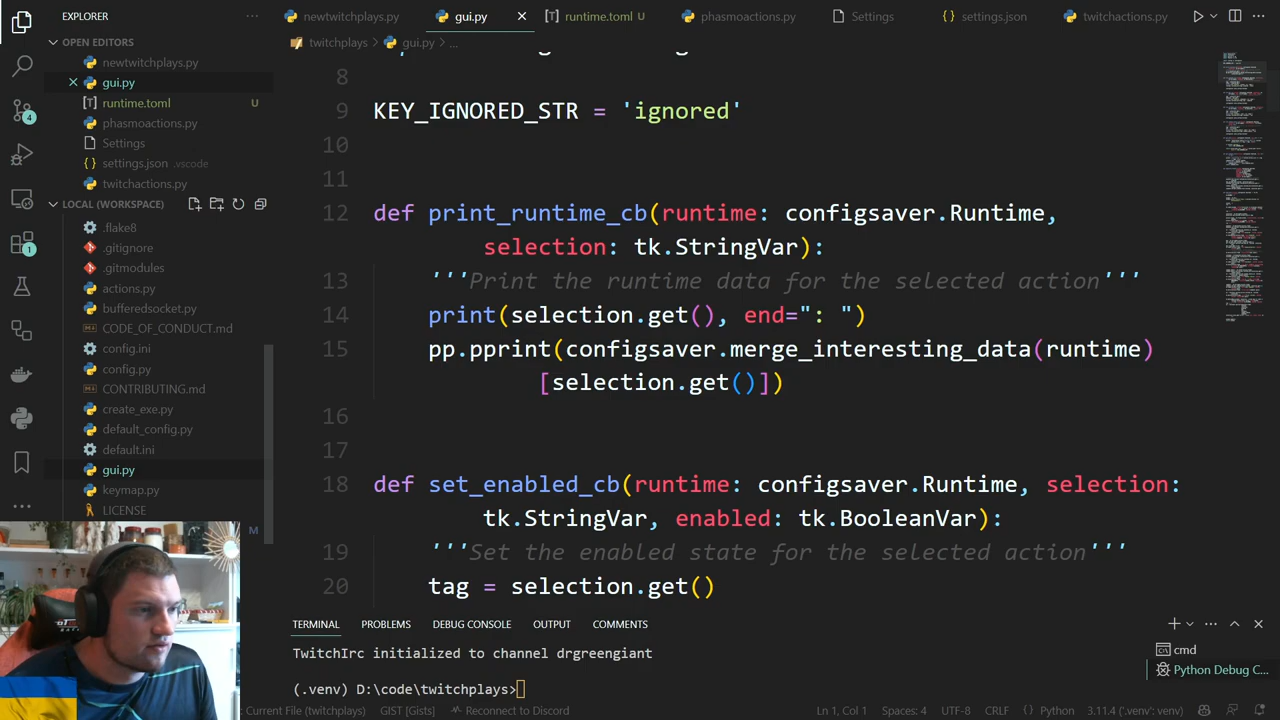 EXPLORER
OPEN EDITORS
newtwitchplays.py
gui.py
runtime.toml U
phasmoactions.py
Settings
settings.json .vscode
twitchactions.py
LOCAL (WORKSPACE)
.flake8
.gitignore
.gitmodules
actions.py
bufferedsocket.py
CODE_OF_CONDUCT.md
config.ini
config.py
CONTRIBUTING.md
create_exe.py
default_config.py
default.ini
gui.py
keymap.py
LICENSE
M
4
1
newtwitchplays.py gui.py runtime.toml U phasmoactions.py Settings settings.json twitchactions.py
twitchplays > gui.py > ...
8
9 KEY_IGNORED_STR = 'ignored'
10
11
12 def print_runtime_cb(runtime: configsaver.Runtime,
selection: tk.StringVar):
13 '''Print the runtime data for the selected action'''
14 print(selection.get(), end=": ")
15 pp.pprint(configsaver.merge_interesting_data(runtime)
[selection.get()])
16
17
18 def set_enabled_cb(runtime: configsaver.Runtime, selection:
tk.StringVar, enabled: tk.BooleanVar):
19 '''Set the enabled state for the selected action'''
20 tag = selection.get()
TERMINAL PROBLEMS DEBUG CONSOLE OUTPUT COMMENTS
TwitchIrc initialized to channel drgreengiant
(.venv) D:\code\twitchplays>
cmd
Python Debug C...
Current File (twitchplays) GIST [Gists] Reconnect to Discord Ln 1, Col 1 Spaces: 4 UTF-8 CRLF Python 3.11.4 ('.venv': venv)